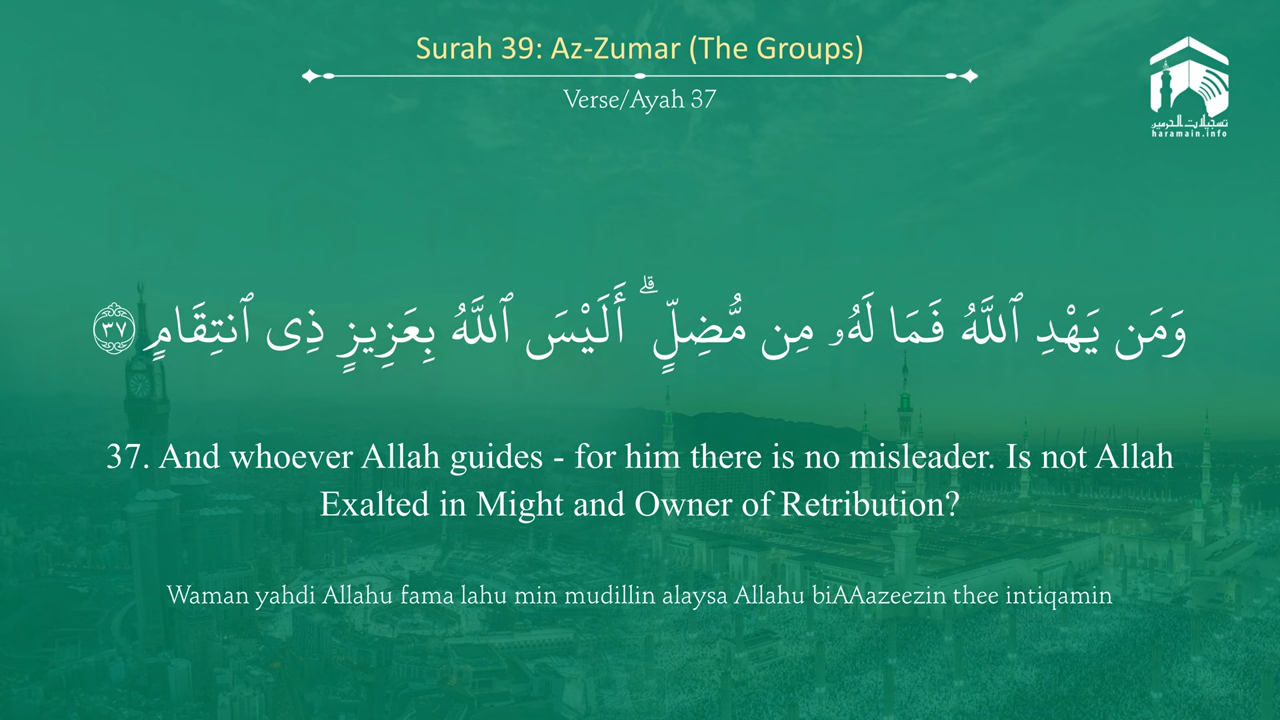 Surah 39: Az-Zumar (The Groups)
Verse/Ayah 37
تسجيلات الحرمين
haramain.info
وَمَن يَهْدِ ٱللَّهُ فَمَا لَهُۥ مِن مُّضِلٍّ ۗ أَلَيْسَ ٱللَّهُ بِعَزِيزٍ ذِى ٱنتِقَامٍ ٣٧
37. And whoever Allah guides - for him there is no misleader. Is not Allah
Exalted in Might and Owner of Retribution?
Waman yahdi Allahu fama lahu min mudillin alaysa Allahu biAAazeezin thee intiqamin